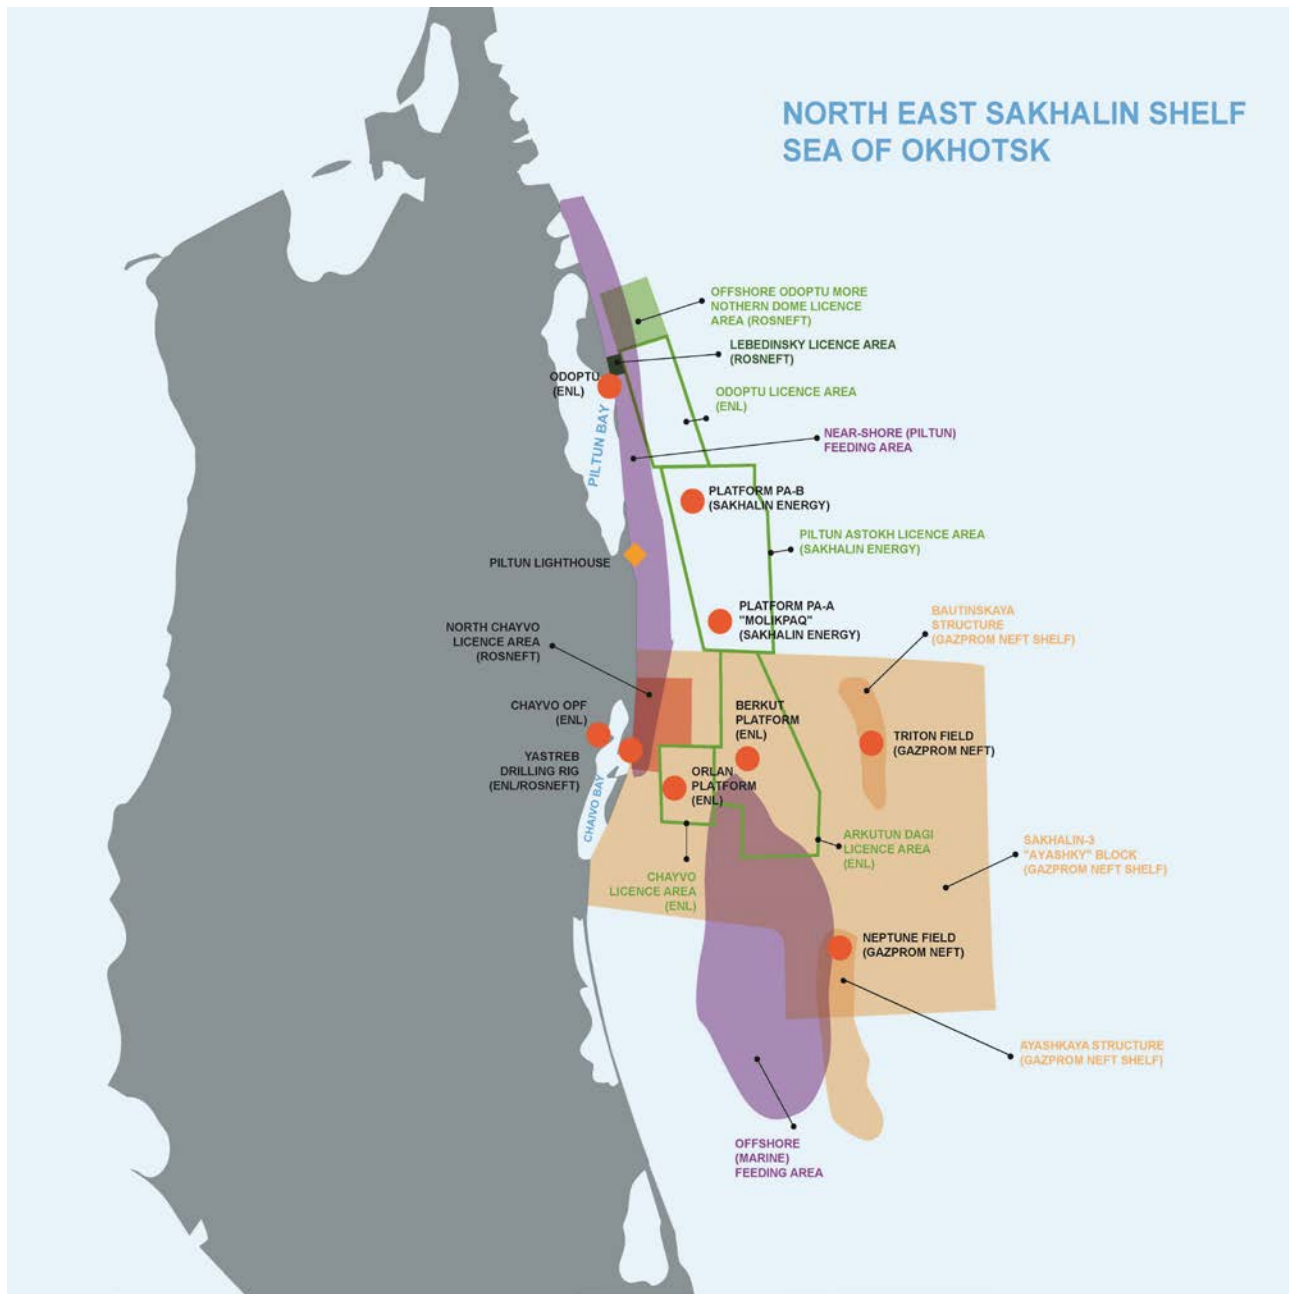 NORTH EAST SAKHALIN SHELF
SEA OF OKHOTSK
OFFSHORE ODOPTU MORE
NOTHERN DOME LICENCE
AREA (ROSNEFT)
LEBEDINSKY LICENCE AREA
(ROSNEFT)
ODOPTU
(ENL)
ODOPTU LICENCE AREA
(ENL)
PILTUN BAY
NEAR-SHORE (PILTUN)
FEEDING AREA
PLATFORM PA-B
(SAKHALIN ENERGY)
PILTUN ASTOKH LICENCE AREA
(SAKHALIN ENERGY)
PILTUN LIGHTHOUSE
PLATFORM PA-A
"MOLIKPAQ"
(SAKHALIN ENERGY)
BAUTINSKAYA
STRUCTURE
(GAZPROM NEFT SHELF)
NORTH CHAYVO
LICENCE AREA
(ROSNEFT)
CHAYVO OPF
(ENL)
BERKUT
PLATFORM
(ENL)
TRITON FIELD
(GAZPROM NEFT)
YASTREB
DRILLING RIG
(ENL/ROSNEFT)
ORLAN
PLATFORM
(ENL)
CHAIVO BAY
ARKUTUN DAGI
LICENCE AREA
(ENL)
SAKHALIN-3
"AYASHKY" BLOCK
(GAZPROM NEFT SHELF)
CHAYVO
LICENCE AREA
(ENL)
NEPTUNE FIELD
(GAZPROM NEFT)
AYASHKAYA STRUCTURE
(GAZPROM NEFT SHELF)
OFFSHORE
(MARINE)
FEEDING AREA